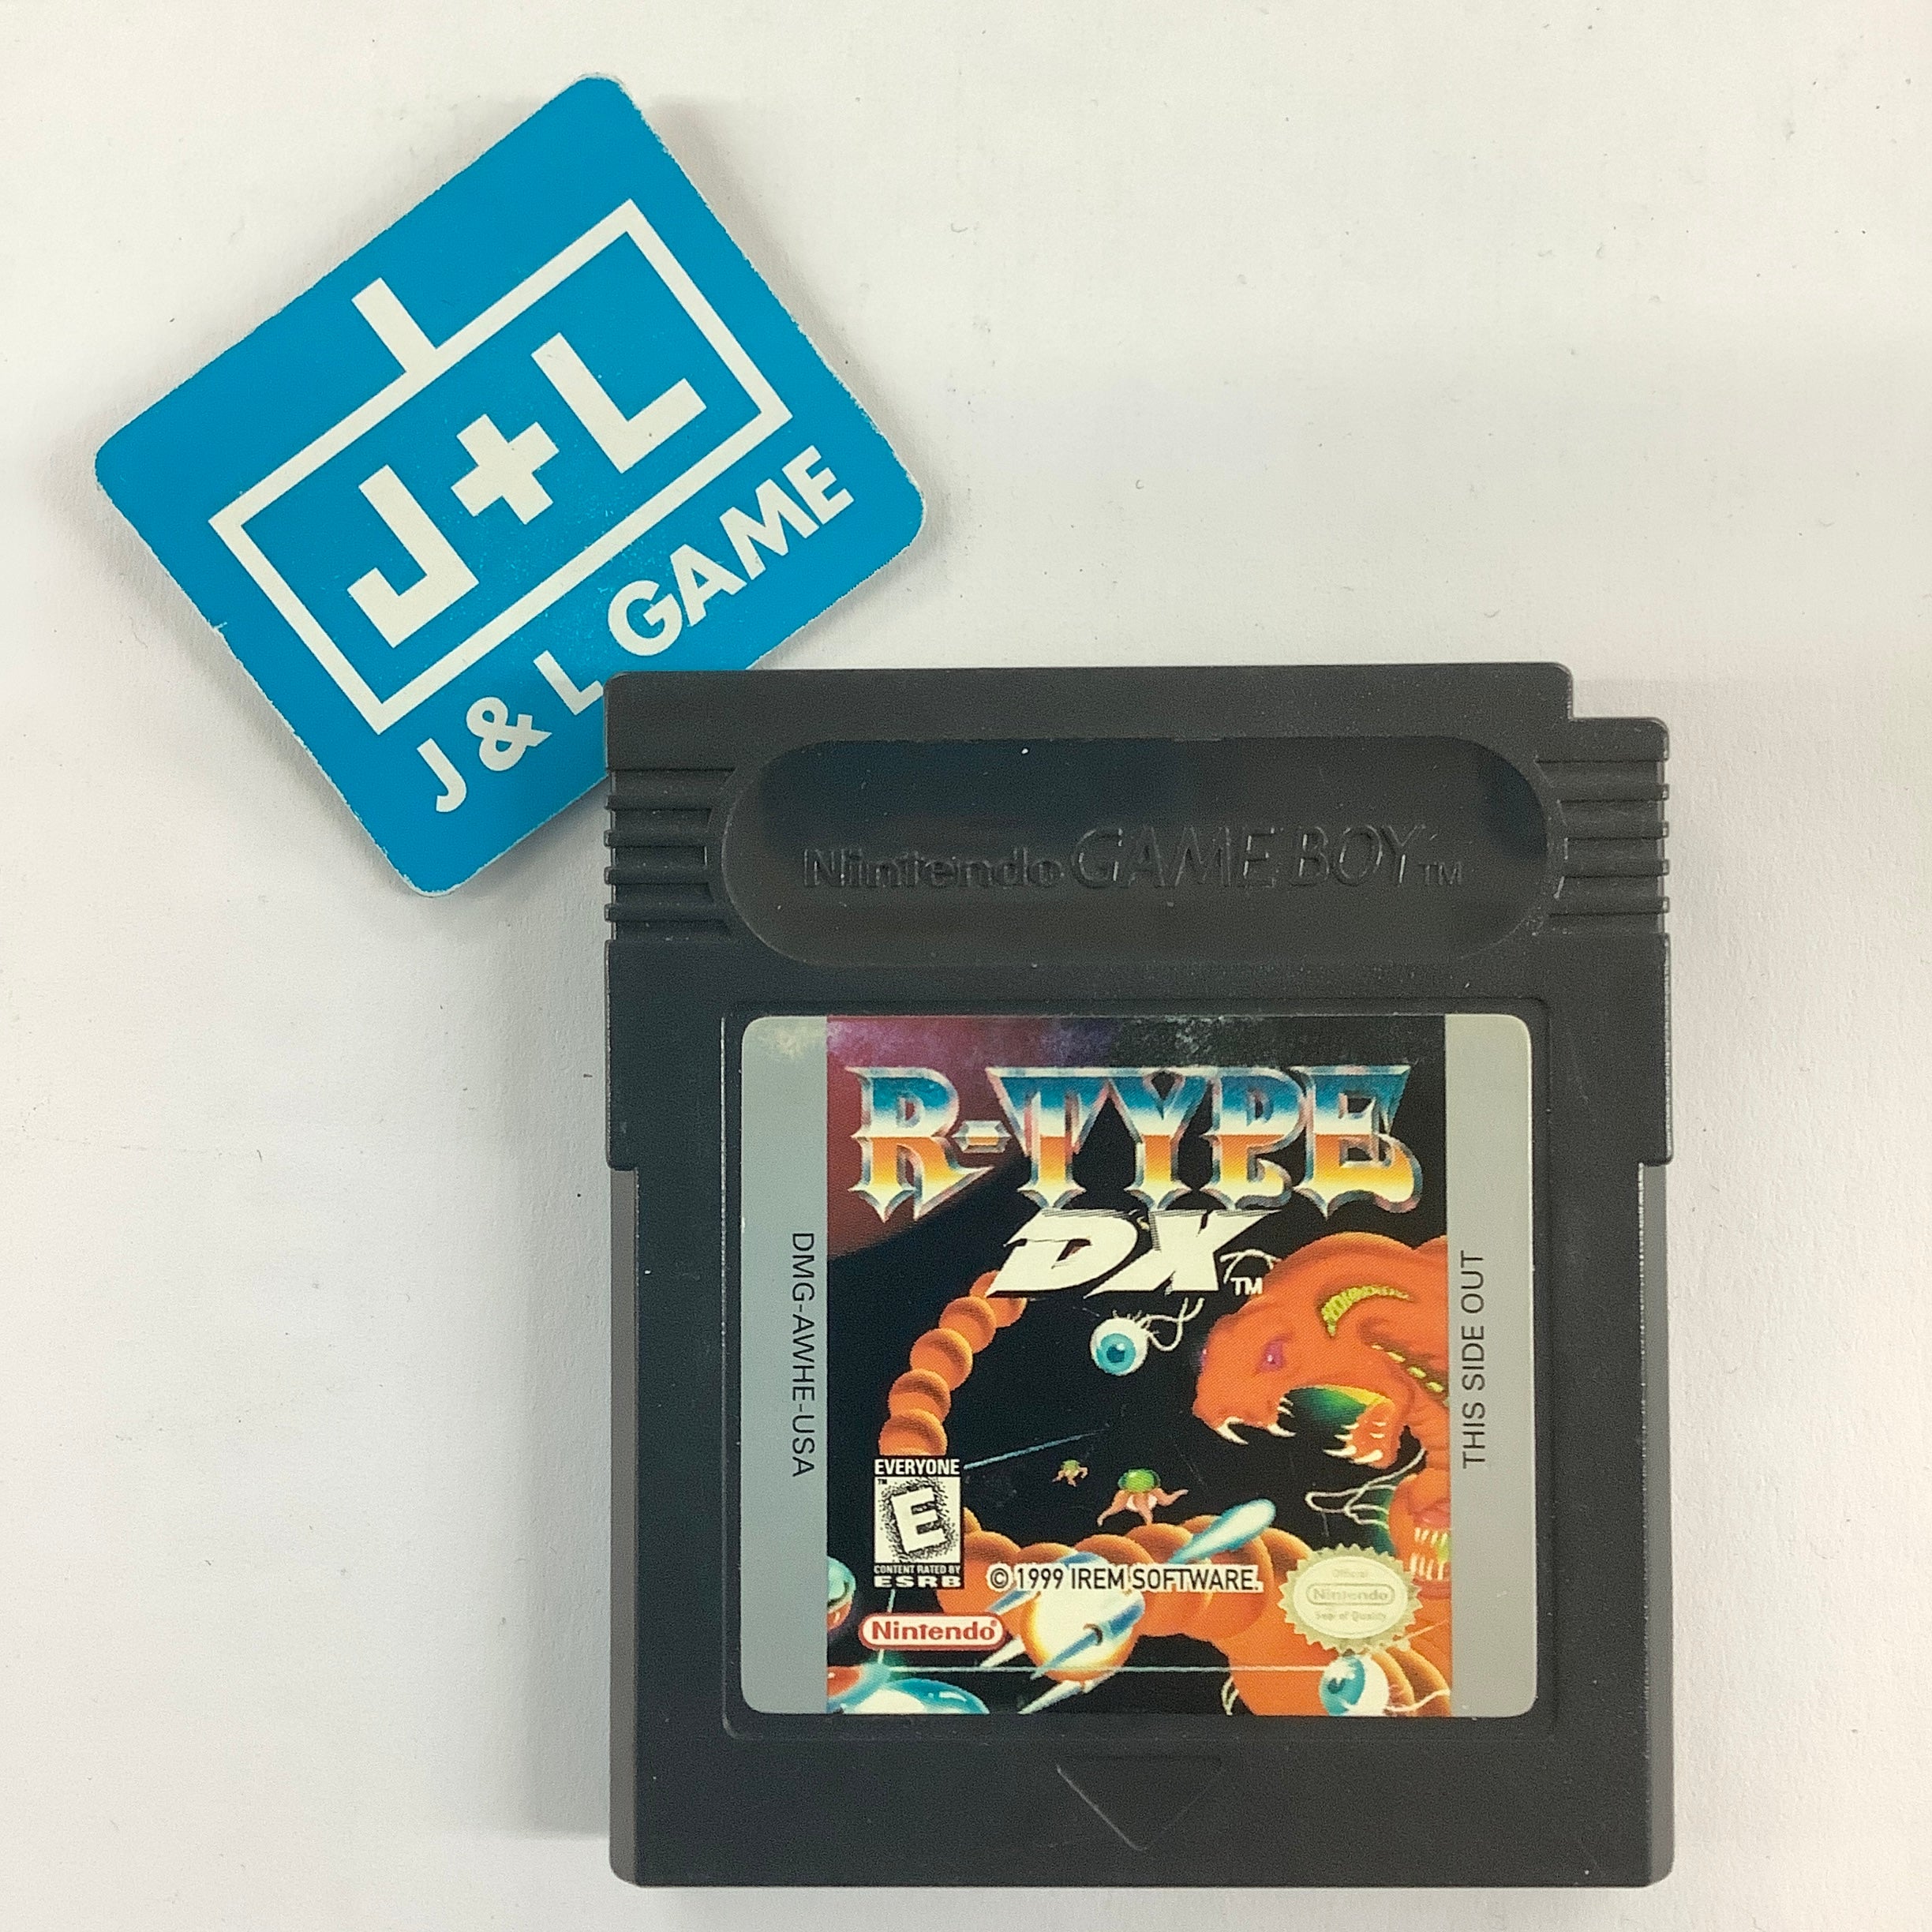 J+L
J & L GAME
Nintendo GAME BOY TM
R-TYPE
DX TM
DMG-AWHE-USA
THIS SIDE OUT
EVERYONE
TM
E
CONTENT RATED BY
ESRB
© 1999 IREM SOFTWARE.
Nintendo®
Official
Nintendo
Seal of Quality